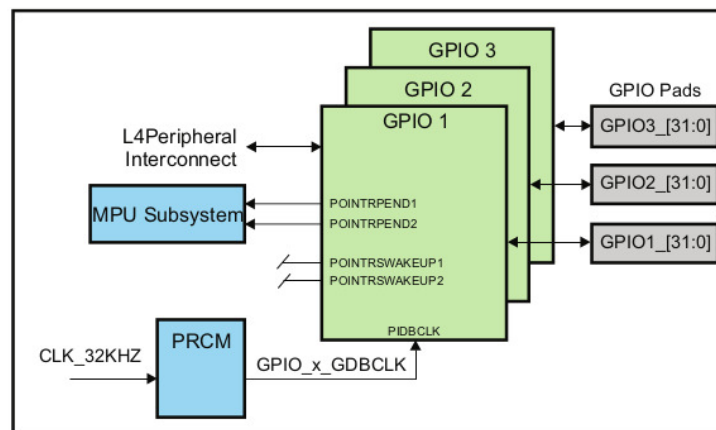 GPIO 3
GPIO 2
GPIO Pads
GPIO 1
GPIO3_[31:0]
L4Peripheral
Interconnect
GPIO2_[31:0]
MPU Subsystem
POINTRPEND1
POINTRPEND2
GPIO1_[31:0]
POINTRSWAKEUP1
POINTRSWAKEUP2
PIDBCLK
PRCM
CLK_32KHZ
GPIO_x_GDBCLK